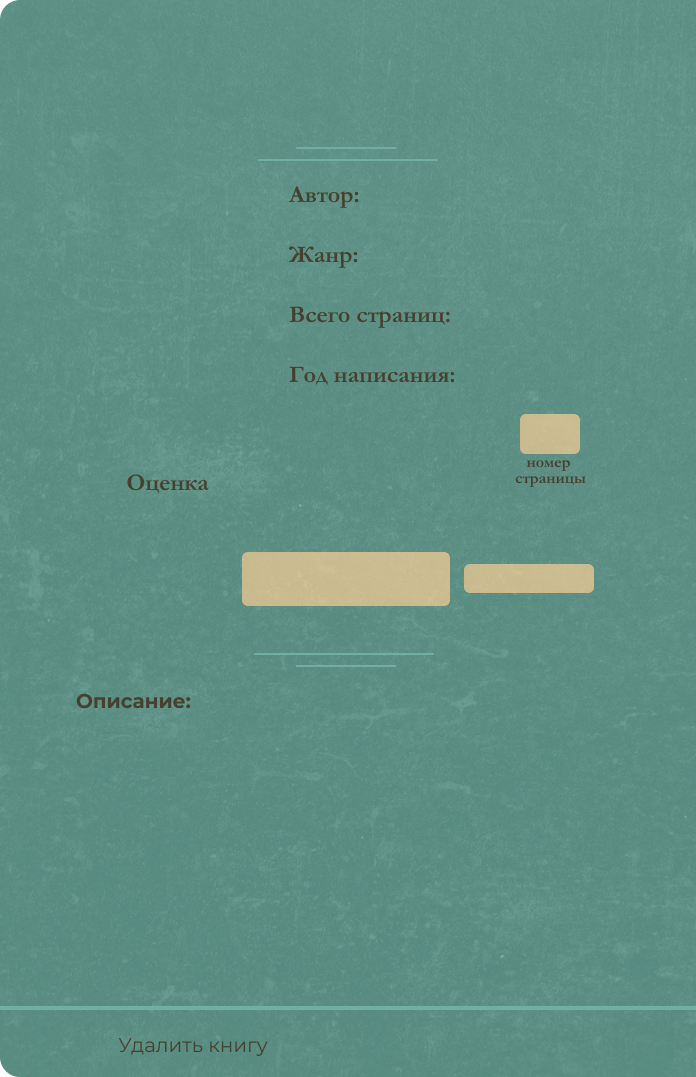 Автор:
Жанр:
Всего страниц:
Год написания:
номер
страницы
Оценка
Описание:
Удалить книгу